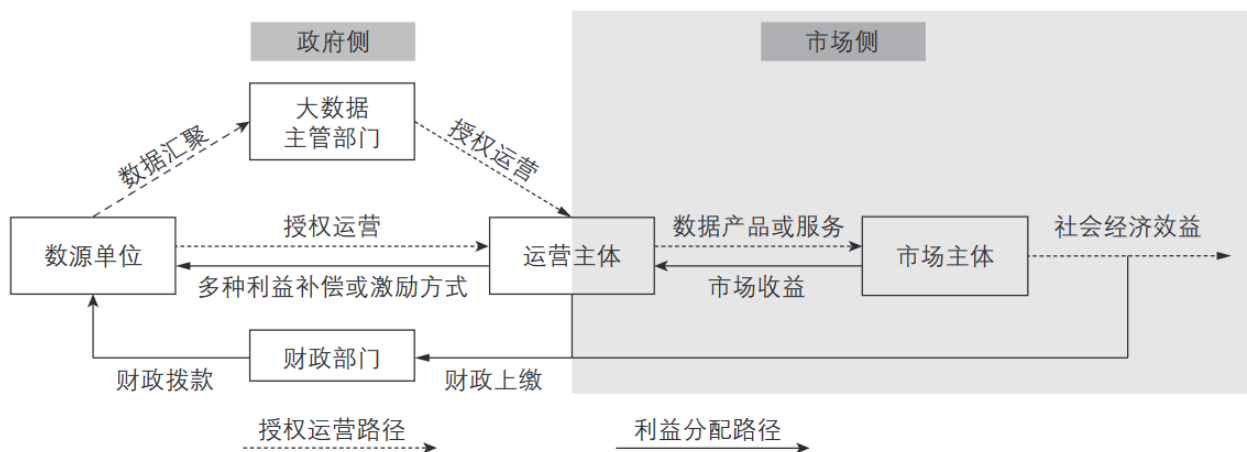 政府侧
市场侧
大数据
主管部门
数据汇聚
授权运营
数源单位
授权运营
多种利益补偿或激励方式
运营主体
数据产品或服务
市场收益
市场主体
社会经济效益
财政拨款
财政部门
财政上缴
授权运营路径
利益分配路径